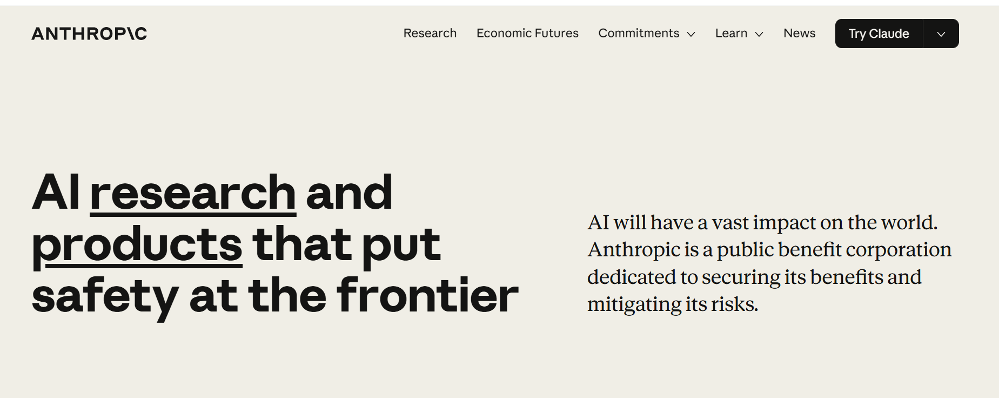 ANTHROP\C
Research
Economic Futures
Commitments
Learn
News
Try Claude
AI research and
products that put
safety at the frontier
AI will have a vast impact on the world.
Anthropic is a public benefit corporation
dedicated to securing its benefits and
mitigating its risks.